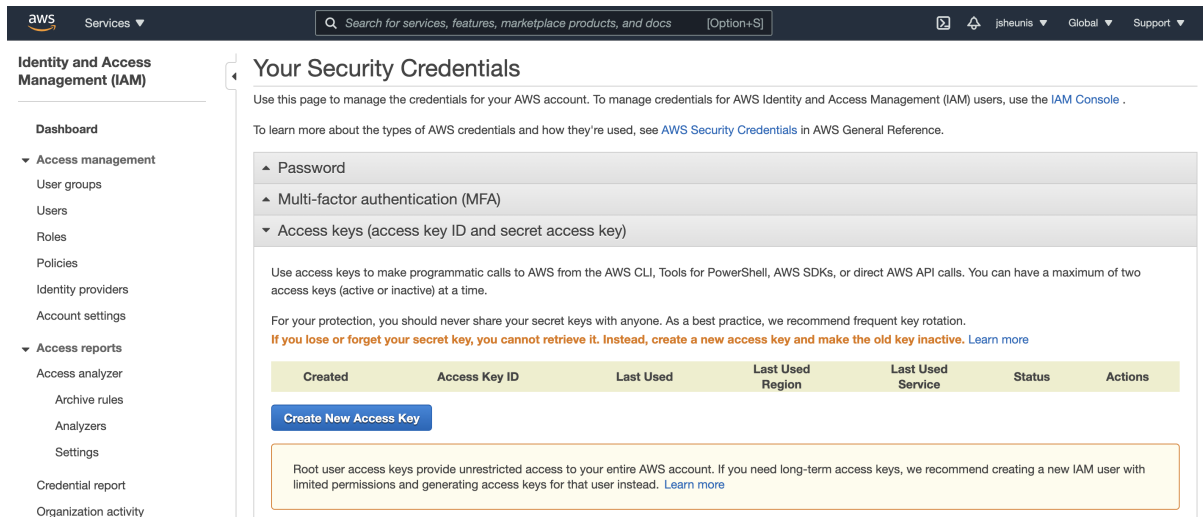 aws
Services ▼
Search for services, features, marketplace products, and docs [Option+S]
jsheunis ▼
Global ▼
Support ▼
Identity and Access
Management (IAM)
Dashboard
Access management
User groups
Users
Roles
Policies
Identity providers
Account settings
Access reports
Access analyzer
Archive rules
Analyzers
Settings
Credential report
Organization activity
Your Security Credentials
Use this page to manage the credentials for your AWS account. To manage credentials for AWS Identity and Access Management (IAM) users, use the IAM Console .
To learn more about the types of AWS credentials and how they're used, see AWS Security Credentials in AWS General Reference.
Password
Multi-factor authentication (MFA)
Access keys (access key ID and secret access key)
Use access keys to make programmatic calls to AWS from the AWS CLI, Tools for PowerShell, AWS SDKs, or direct AWS API calls. You can have a maximum of two
access keys (active or inactive) at a time.
For your protection, you should never share your secret keys with anyone. As a best practice, we recommend frequent key rotation.
If you lose or forget your secret key, you cannot retrieve it. Instead, create a new access key and make the old key inactive. Learn more
Created Access Key ID Last Used Last Used Region Last Used Service Status Actions
Create New Access Key
Root user access keys provide unrestricted access to your entire AWS account. If you need long-term access keys, we recommend creating a new IAM user with
limited permissions and generating access keys for that user instead. Learn more